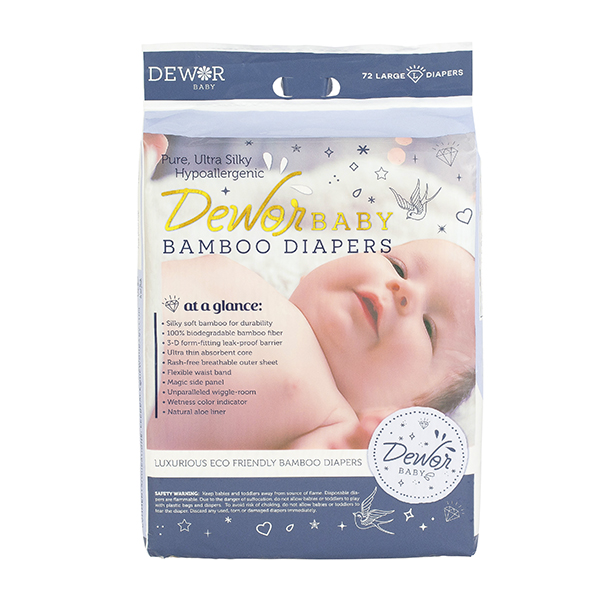 DEWOR
BABY
72 LARGE L DIAPERS
Pure, Ultra Silky
Hypoallergenic
Dewor BABY
BAMBOO DIAPERS
at a glance:
• Silky soft bamboo for durability
• 100% biodegradable bamboo fiber
• 3-D form-fitting leak-proof barrier
• Ultra thin absorbent core
• Rash-free breathable outer sheet
• Flexible waist band
• Magic side panel
• Unparalleled wiggle-room
• Wetness color indicator
• Natural aloe liner
Dewor
BABY
LUXURIOUS ECO FRIENDLY BAMBOO DIAPERS
SAFETY WARNING: Keep babies and toddlers away from source of flame. Disposable dia-
pers are flammable. Due to the danger of suffocation, do not allow babies or toddlers to play
with plastic bags and diapers. To avoid risk of choking, do not allow babies or toddlers to
tear the diaper. Discard any used, torn or damaged diapers immediately.